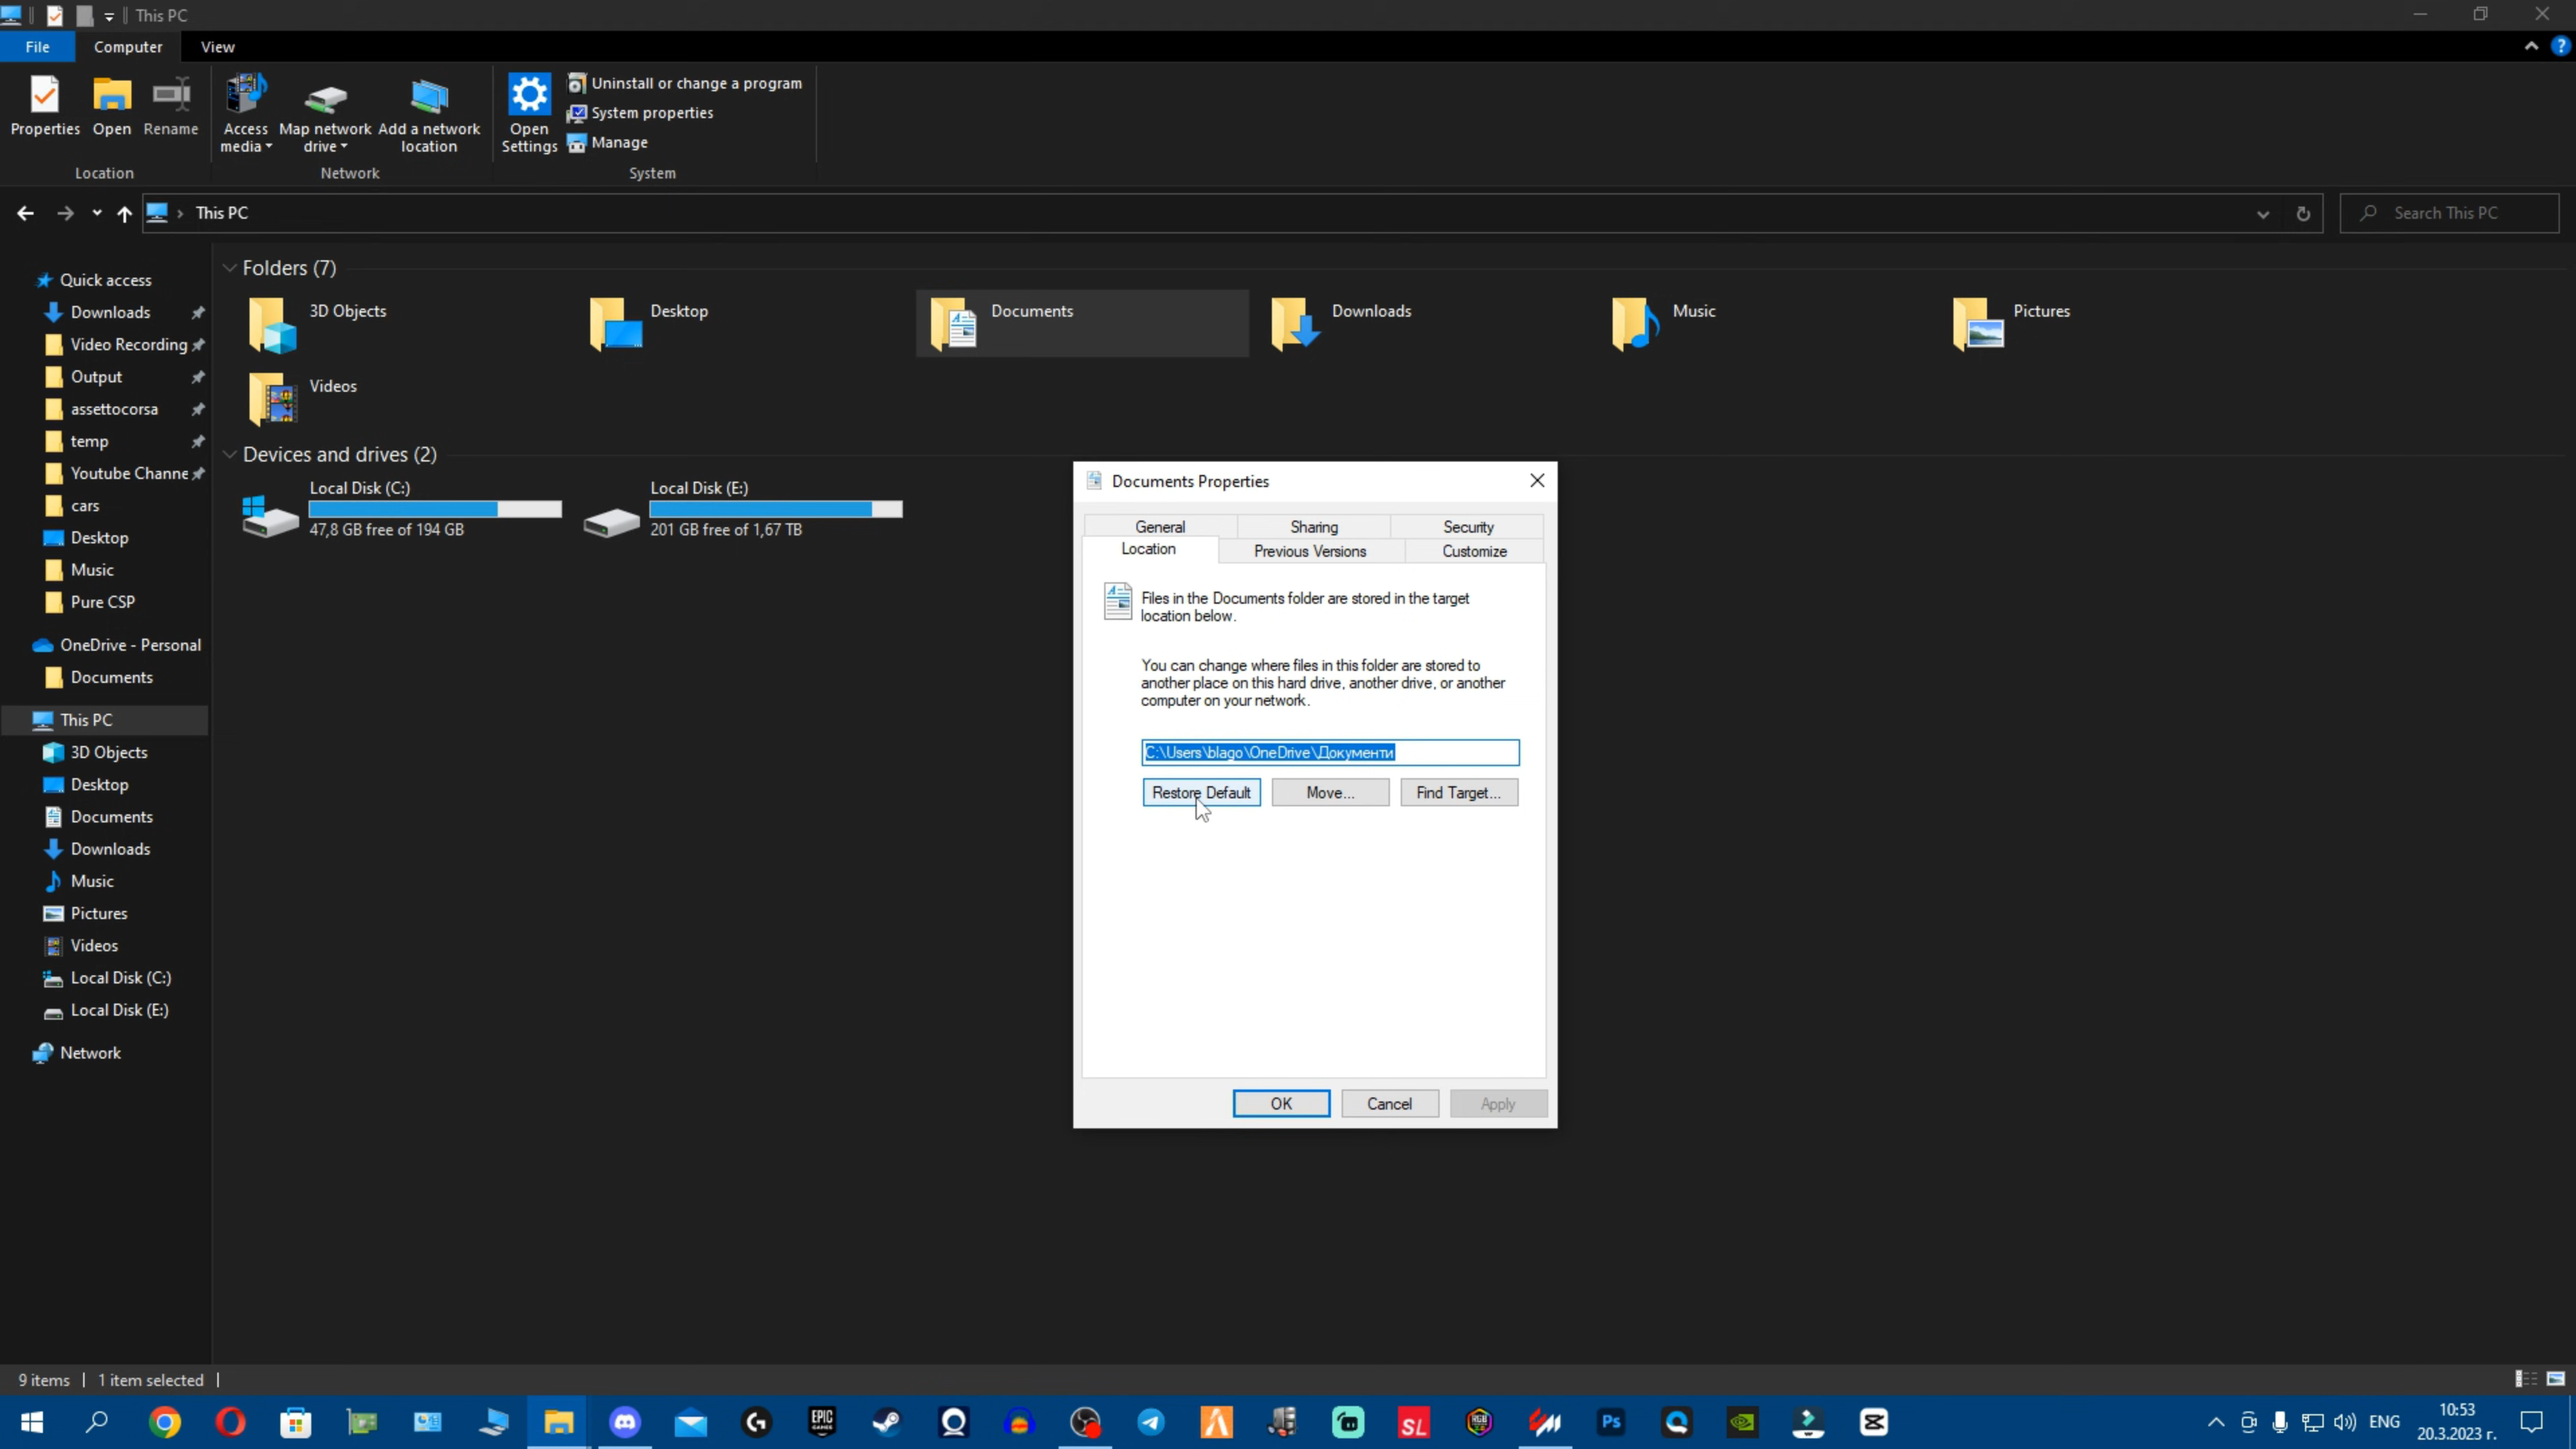 This PC
File Computer View
Properties Open Rename Access media Map network drive Add a network location Open Settings
Uninstall or change a program
System properties
Manage
Location Network System
This PC
Search This PC
Quick access
Downloads
Video Recording
Output
assettocorsa
temp
Youtube Channe
cars
Desktop
Music
Pure CSP
OneDrive - Personal
Documents
This PC
3D Objects
Desktop
Documents
Downloads
Music
Pictures
Videos
Local Disk (C:)
Local Disk (E:)
Network
Folders (7)
3D Objects Desktop Documents Downloads Music Pictures
Videos
Devices and drives (2)
Local Disk (C:)
47,8 GB free of 194 GB
Local Disk (E:)
201 GB free of 1,67 TB
Documents Properties
General Sharing Security
Location Previous Versions Customize
Files in the Documents folder are stored in the target
location below.
You can change where files in this folder are stored to
another place on this hard drive, another drive, or another
computer on your network.
C:\Users\blago\OneDrive\Документи
Restore Default Move... Find Target...
OK Cancel Apply
9 items 1 item selected
EPIC GAMES
SL
Ps
ENG
10:53
20.3.2023 г.